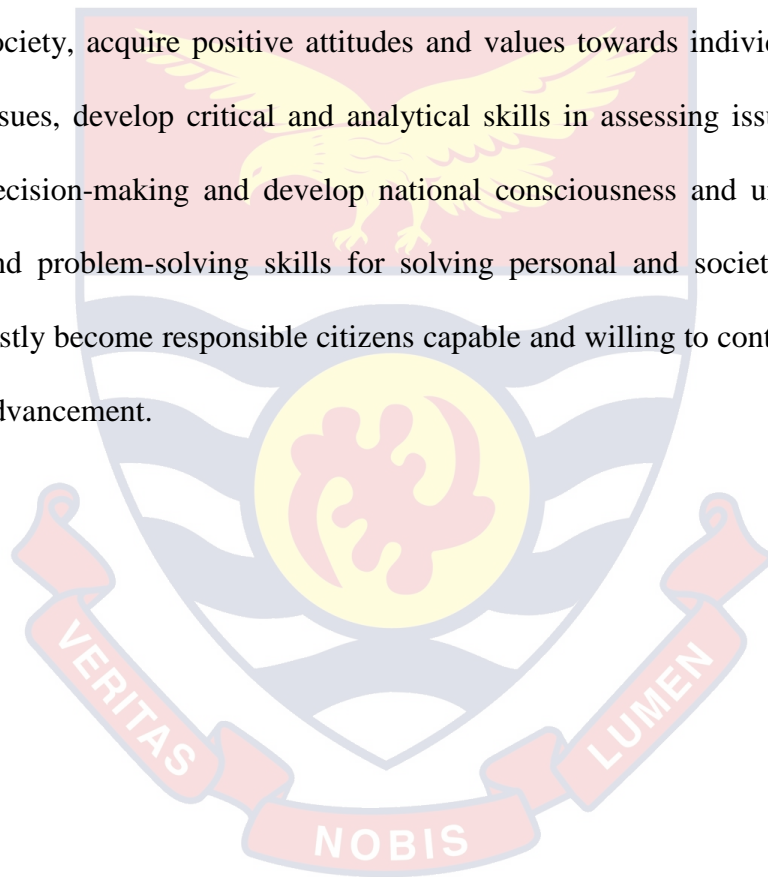 ociety, acquire positive attitudes and values towards individ
sues, develop critical and analytical skills in assessing issu
ecision-making and develop national consciousness and u
nd problem-solving skills for solving personal and societ
stly become responsible citizens capable and willing to cont
dvancement.
VERITAS
NOBIS
LUMEN